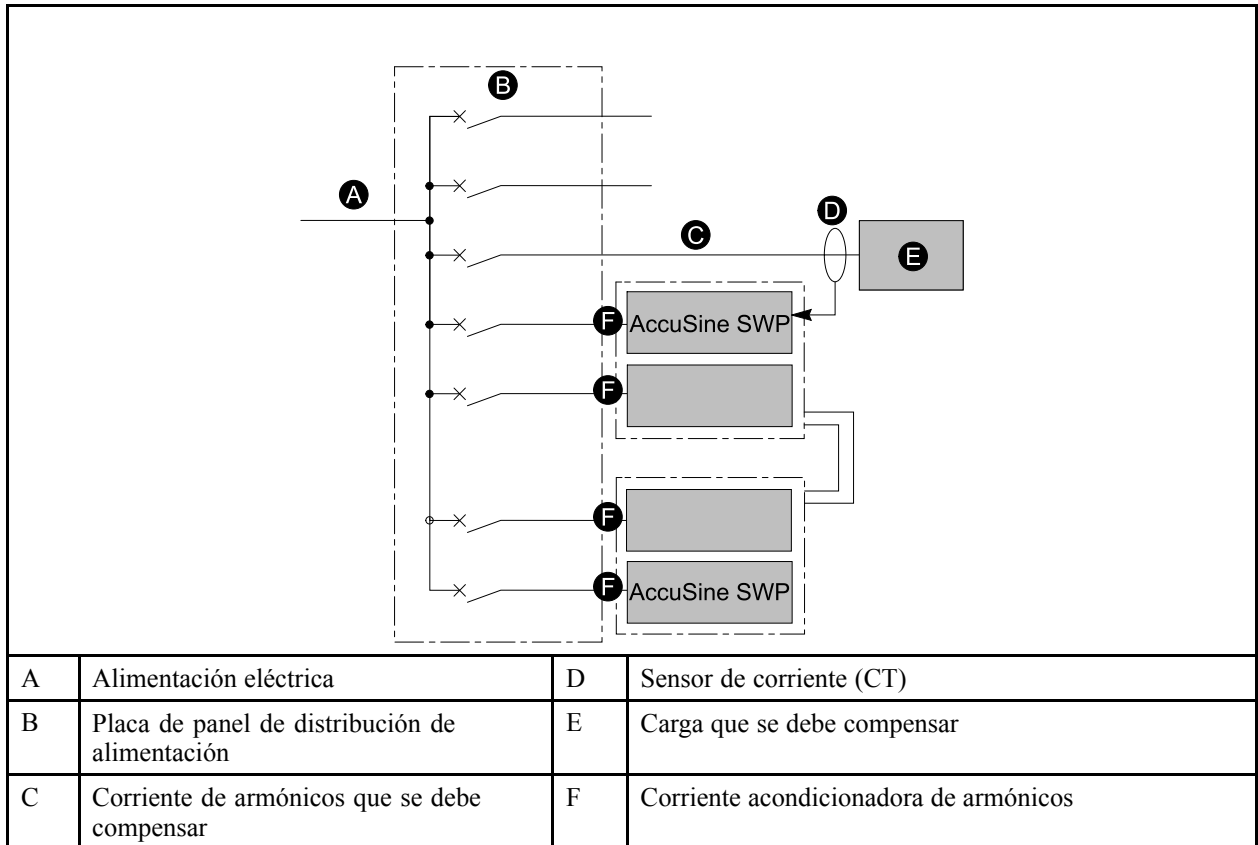 B
A
D
C
E
F AccuSine SWP
F
F
F AccuSine SWP
A Alimentación eléctrica D Sensor de corriente (CT)
B Placa de panel de distribución de alimentación E Carga que se debe compensar
C Corriente de armónicos que se debe compensar F Corriente acondicionadora de armónicos